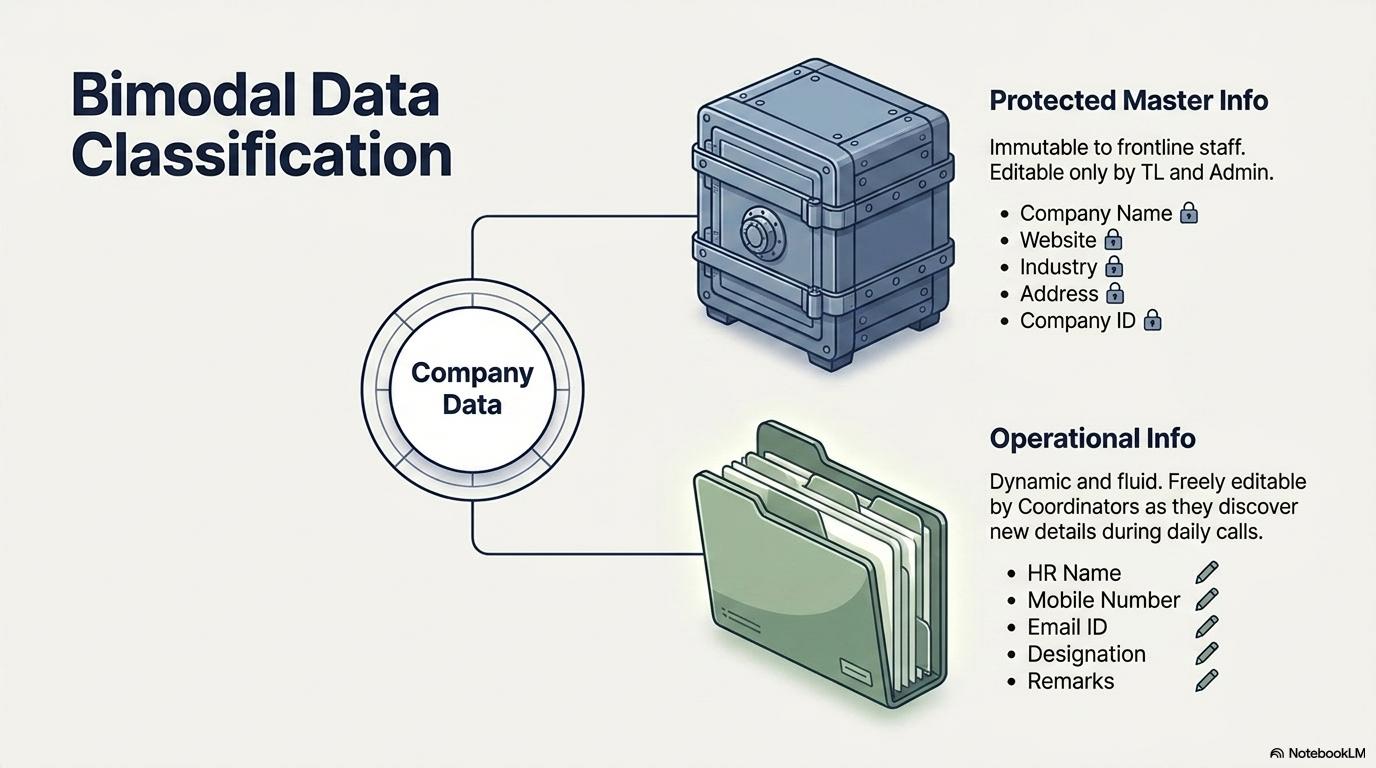 Bimodal Data
Classification
Company
Data
Protected Master Info
Immutable to frontline staff.
Editable only by TL and Admin.
• Company Name
• Website
• Industry
• Address
• Company ID
Operational Info
Dynamic and fluid. Freely editable
by Coordinators as they discover
new details during daily calls.
• HR Name
• Mobile Number
• Email ID
• Designation
• Remarks
NotebookLM